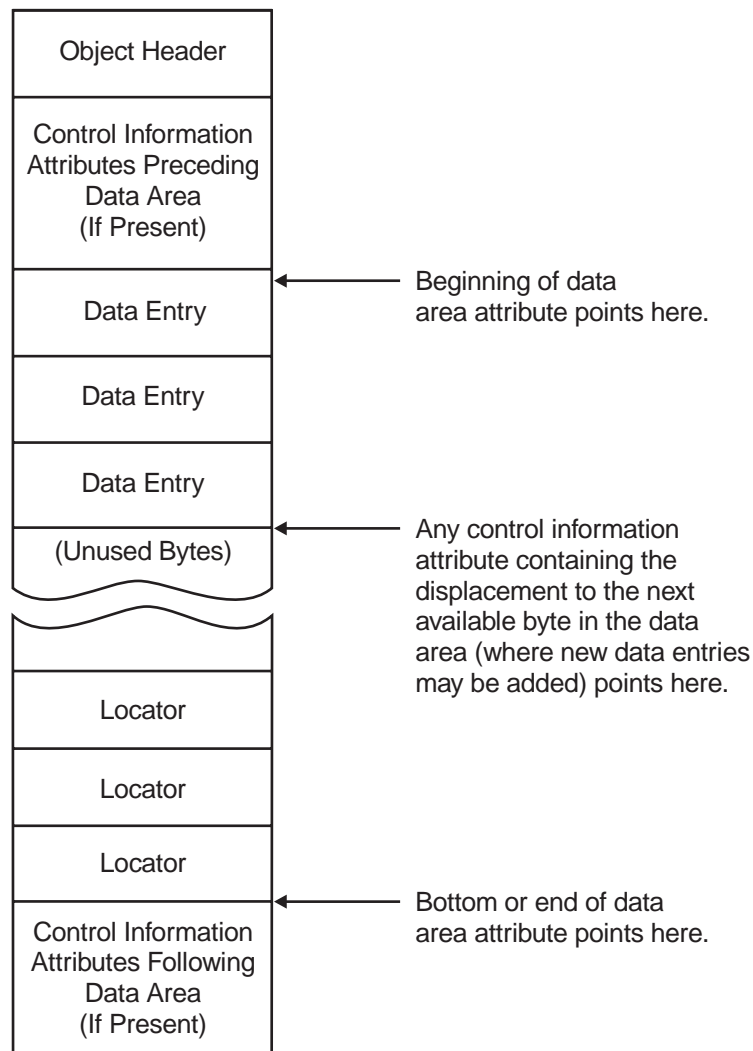 Object Header
Control Information
Attributes Preceding
Data Area
(If Present)
Beginning of data
area attribute points here.
Data Entry
Data Entry
Data Entry
(Unused Bytes)
Any control information
attribute containing the
displacement to the next
available byte in the data
area (where new data entries
may be added) points here.
Locator
Locator
Locator
Bottom or end of data
area attribute points here.
Control Information
Attributes Following
Data Area
(If Present)